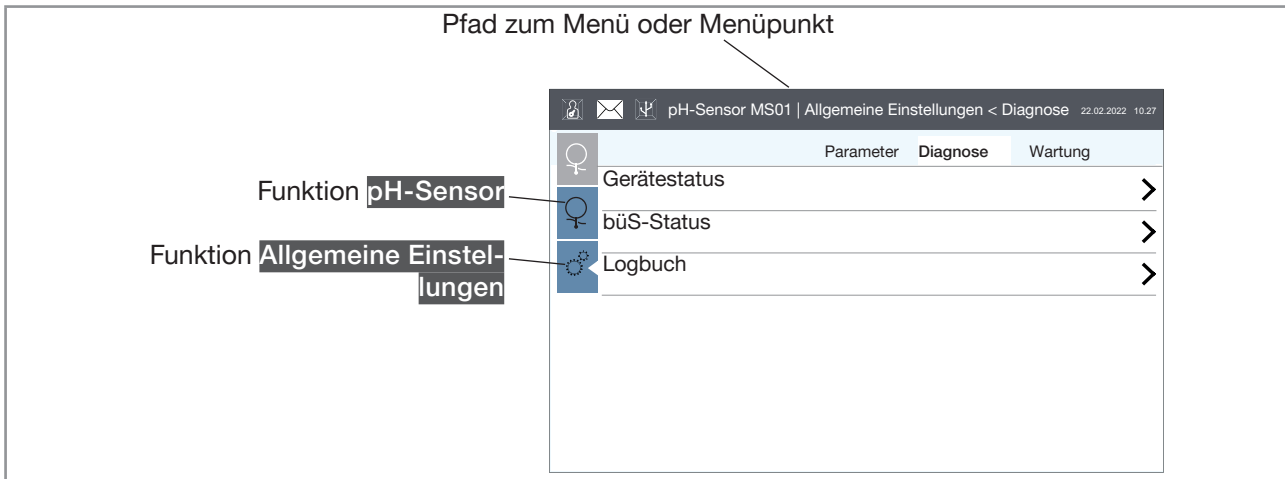 Pfad zum Menü oder Menüpunkt
pH-Sensor MS01 | Allgemeine Einstellungen < Diagnose 22.02.2022 10.27
Parameter Diagnose Wartung
Gerätestatus
büS-Status
Logbuch
Funktion pH-Sensor
Funktion Allgemeine Einstel-
lungen